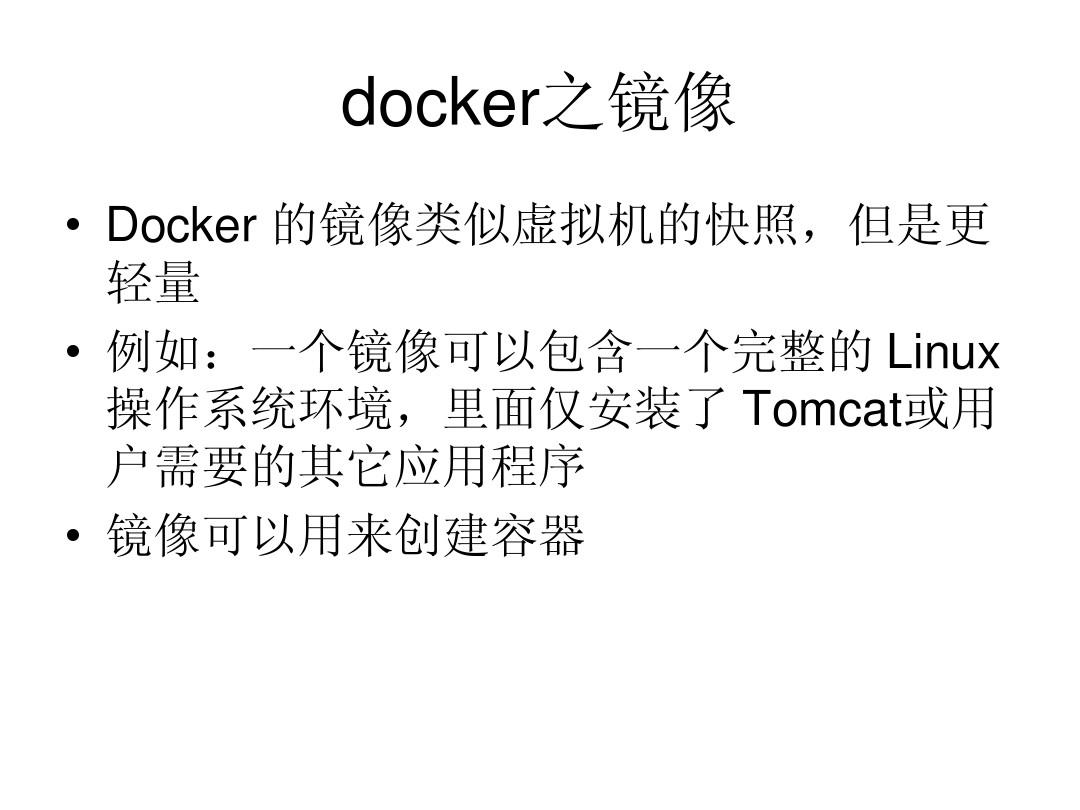 docker之镜像
• Docker 的镜像类似虚拟机的快照，但是更
轻量
• 例如：一个镜像可以包含一个完整的 Linux
操作系统环境，里面仅安装了 Tomcat或用
户需要的其它应用程序
• 镜像可以用来创建容器